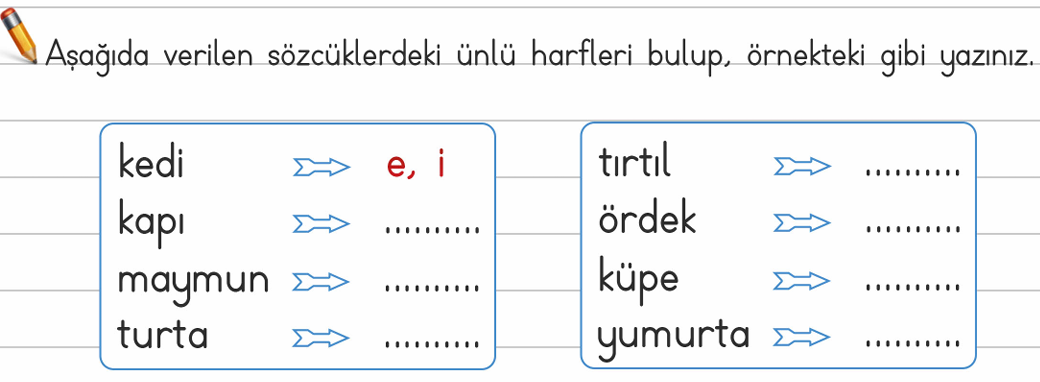 Aşağıda verilen sözcüklerdeki ünlü harfleri bulup, örnekteki gibi yazınız.
kedi e, i
kapı ..........
maymun ..........
turta ..........
tırtıl ..........
ördek ..........
küpe ..........
yumurta ..........